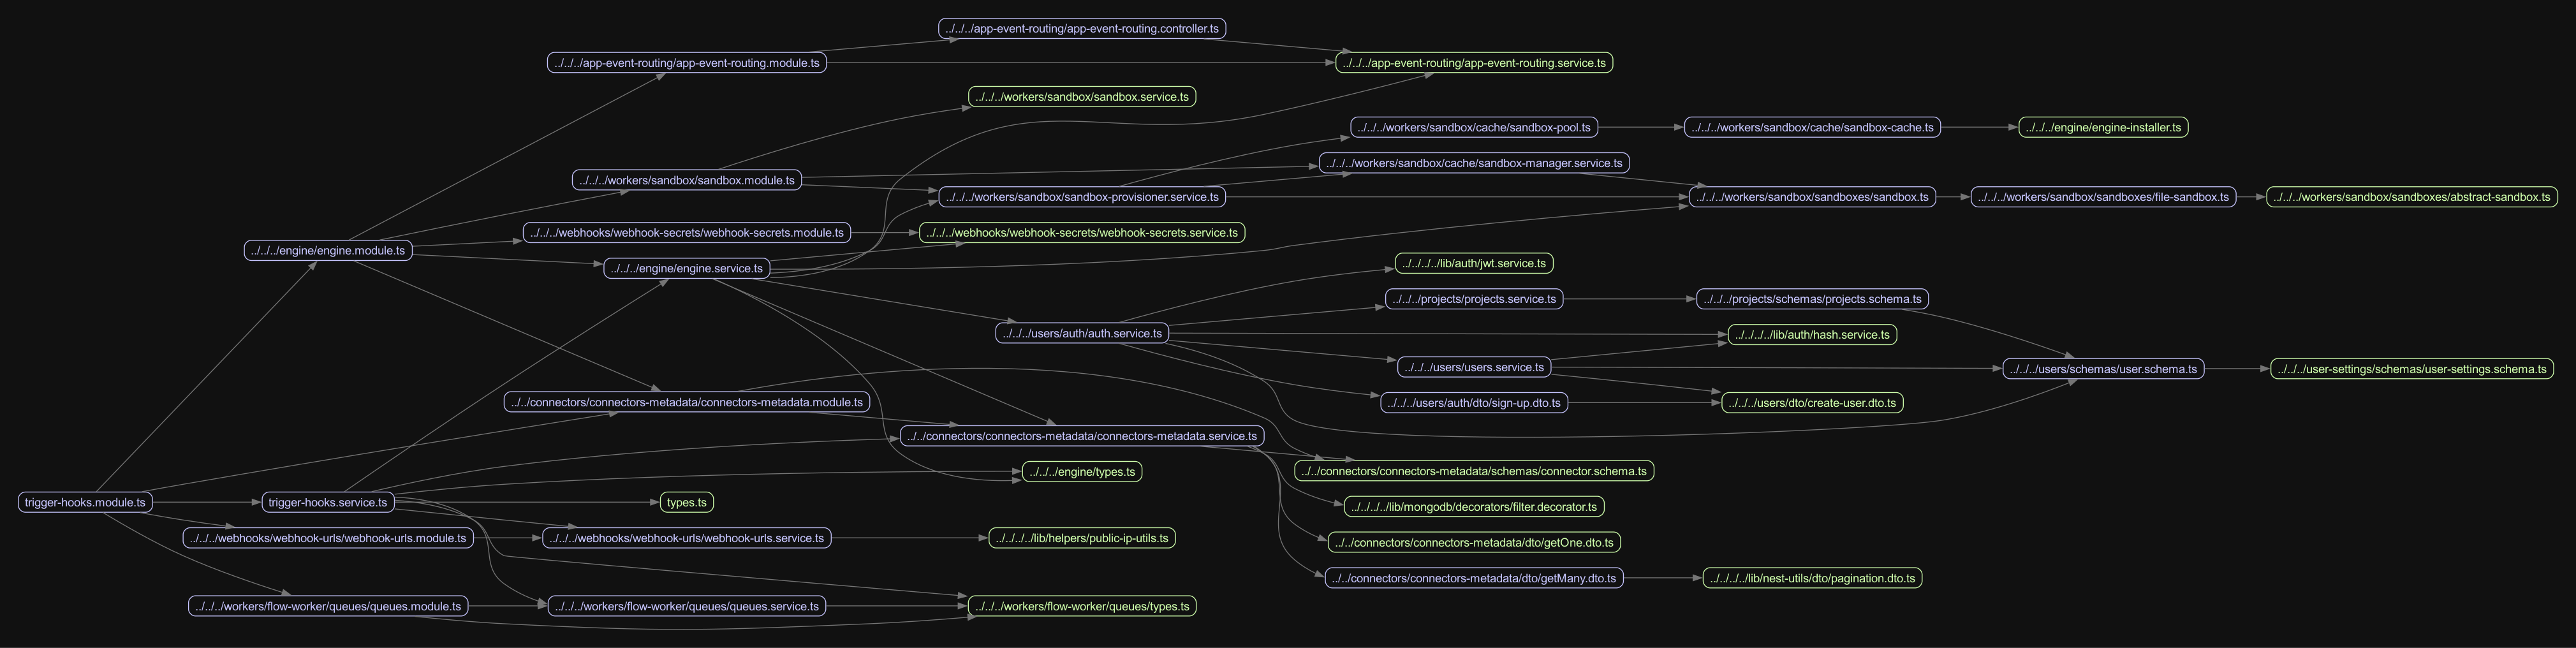 ../../../app-event-routing/app-event-routing.controller.ts
../../../app-event-routing/app-event-routing.module.ts
../../../app-event-routing/app-event-routing.service.ts
../../../workers/sandbox/sandbox.service.ts
../../../workers/sandbox/cache/sandbox-pool.ts
../../../workers/sandbox/cache/sandbox-cache.ts
../../../engine/engine-installer.ts
../../../workers/sandbox/cache/sandbox-manager.service.ts
../../../workers/sandbox/sandbox.module.ts
../../../workers/sandbox/sandbox-provisioner.service.ts
../../../workers/sandbox/sandboxes/sandbox.ts
../../../workers/sandbox/sandboxes/file-sandbox.ts
../../../workers/sandbox/sandboxes/abstract-sandbox.ts
../../../webhooks/webhook-secrets/webhook-secrets.module.ts
../../../webhooks/webhook-secrets/webhook-secrets.service.ts
../../../engine/engine.module.ts
../../../engine/engine.service.ts
../../../../lib/auth/jwt.service.ts
../../../projects/projects.service.ts
../../../projects/schemas/projects.schema.ts
../../../users/auth/auth.service.ts
../../../../lib/auth/hash.service.ts
../../../users/users.service.ts
../../../users/schemas/user.schema.ts
../../../user-settings/schemas/user-settings.schema.ts
../../connectors/connectors-metadata/connectors-metadata.module.ts
../../../users/auth/dto/sign-up.dto.ts
../../../users/dto/create-user.dto.ts
../../connectors/connectors-metadata/connectors-metadata.service.ts
../../../engine/types.ts
../../connectors/connectors-metadata/schemas/connector.schema.ts
trigger-hooks.module.ts
trigger-hooks.service.ts
types.ts
../../../../lib/mongodb/decorators/filter.decorator.ts
../../../webhooks/webhook-urls/webhook-urls.module.ts
../../../webhooks/webhook-urls/webhook-urls.service.ts
../../../../lib/helpers/public-ip-utils.ts
../../connectors/connectors-metadata/dto/getOne.dto.ts
../../connectors/connectors-metadata/dto/getMany.dto.ts
../../../../lib/nest-utils/dto/pagination.dto.ts
../../../workers/flow-worker/queues/queues.module.ts
../../../workers/flow-worker/queues/queues.service.ts
../../../workers/flow-worker/queues/types.ts